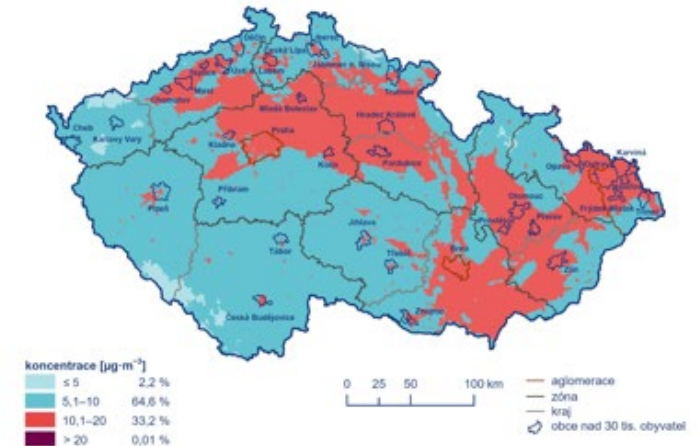 Děčín
Liberec
Česká Lípa
Jablonec n. Nisou
Teplice
Ústí n. Labem
Most
Trutnov
Chomutov
Mladá Boleslav
Hradec Králové
Cheb
Karlovy Vary
Praha
Kladno
Kolín
Pardubice
Karviná
Opava
Ostrava
Příbram
Plzeň
Olomouc
Frýdek-Místek
Prostějov
Přerov
Jihlava
Tábor
Třebíč
Brno
Zlín
Česká Budějovice
Znojmo
koncentrace [µg·m⁻³]
≤ 5 2,2 %
5,1–10 64,6 %
10,1–20 33,2 %
> 20 0,01 %
0 25 50 100 km
aglomerace
zóna
kraj
obce nad 30 tis. obyvatel